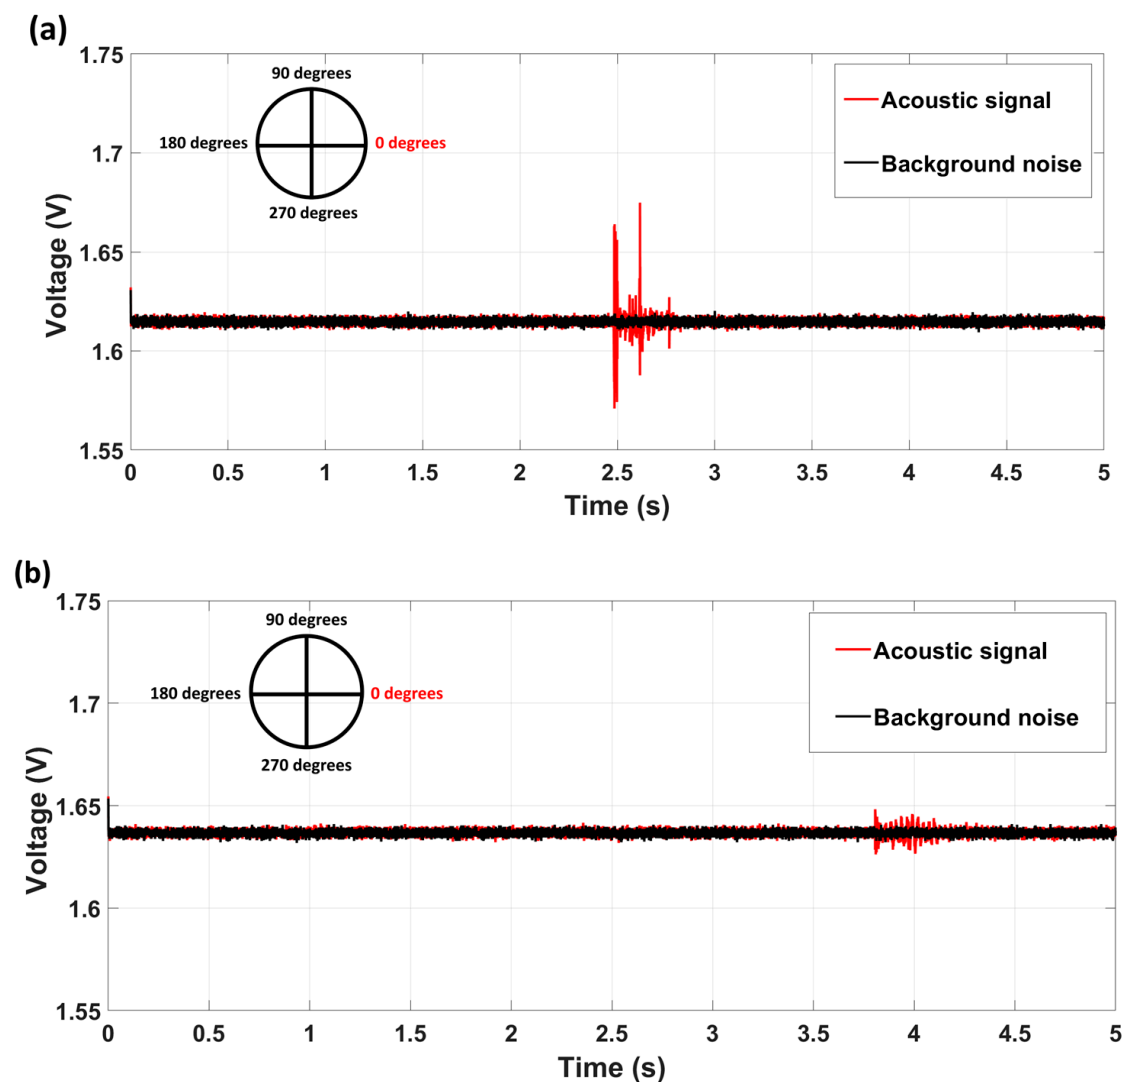 (a)
1.75
1.7
1.65
1.6
1.55
Voltage (V)
90 degrees
180 degrees
0 degrees
270 degrees
Acoustic signal
Background noise
0 0.5 1 1.5 2 2.5 3 3.5 4 4.5 5
Time (s)
(b)
1.75
1.7
1.65
1.6
1.55
Voltage (V)
90 degrees
180 degrees
0 degrees
270 degrees
Acoustic signal
Background noise
0 0.5 1 1.5 2 2.5 3 3.5 4 4.5 5
Time (s)